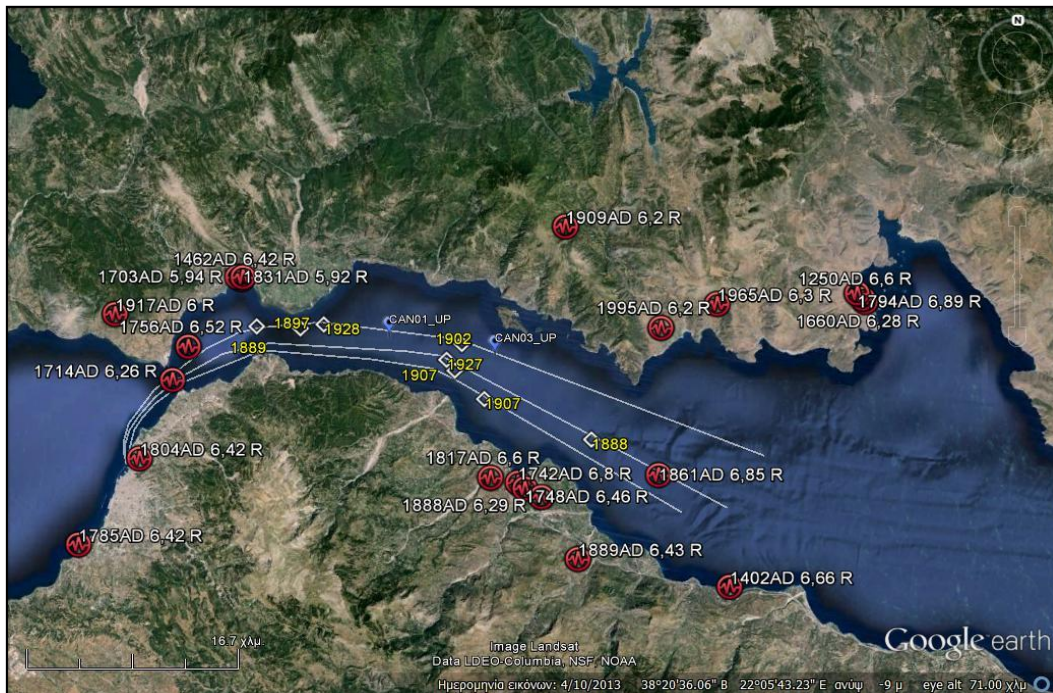 N
1909AD 6,2 R
1462AD 6,42 R
1703AD 5,94 R
1831AD 5,92 R
1250AD 6,6 R
1965AD 6,3 R
1794AD 6,89 R
1995AD 6,2 R
1660AD 6,28 R
1917AD 6 R
1756AD 6,52 R
1897
1928
CAN01_UP
1902
CAN03_UP
1889
1927
1714AD 6,26 R
1907
1907
1888
1804AD 6,42 R
1817AD 6,6 R
1742AD 6,8 R
1861AD 6,85 R
1888AD 6,29 R
1748AD 6,46 R
1785AD 6,42 R
1889AD 6,43 R
1402AD 6,66 R
16.7 χλμ.
Image Landsat
Data LDEO-Columbia, NSF, NOAA
Google earth
Ημερομηνία εικόνων: 4/10/2013 38°20'36.06" Β 22°05'43.23" Ε ανύψ -9 μ eye alt 71.00 χλμ